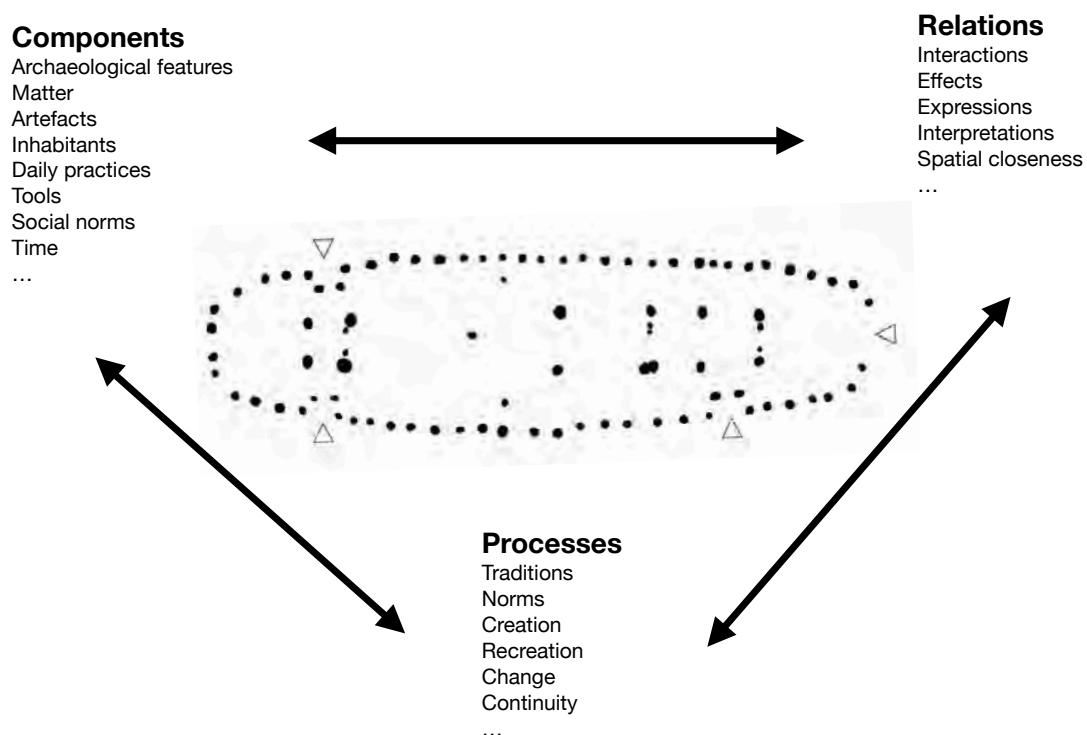 Components
Archaeological features
Matter
Artefacts
Inhabitants
Daily practices
Tools
Social norms
Time
…
Relations
Interactions
Effects
Expressions
Interpretations
Spatial closeness
…
Processes
Traditions
Norms
Creation
Recreation
Change
Continuity
…